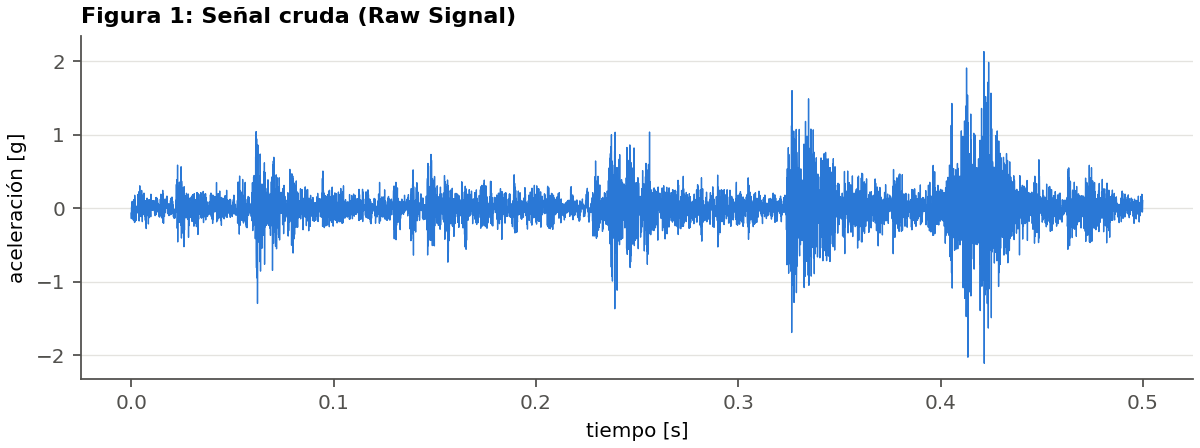 Figura 1: Señal cruda (Raw Signal)
aceleración [g]
2
1
0
−1
−2
0.0 0.1 0.2 0.3 0.4 0.5
tiempo [s]